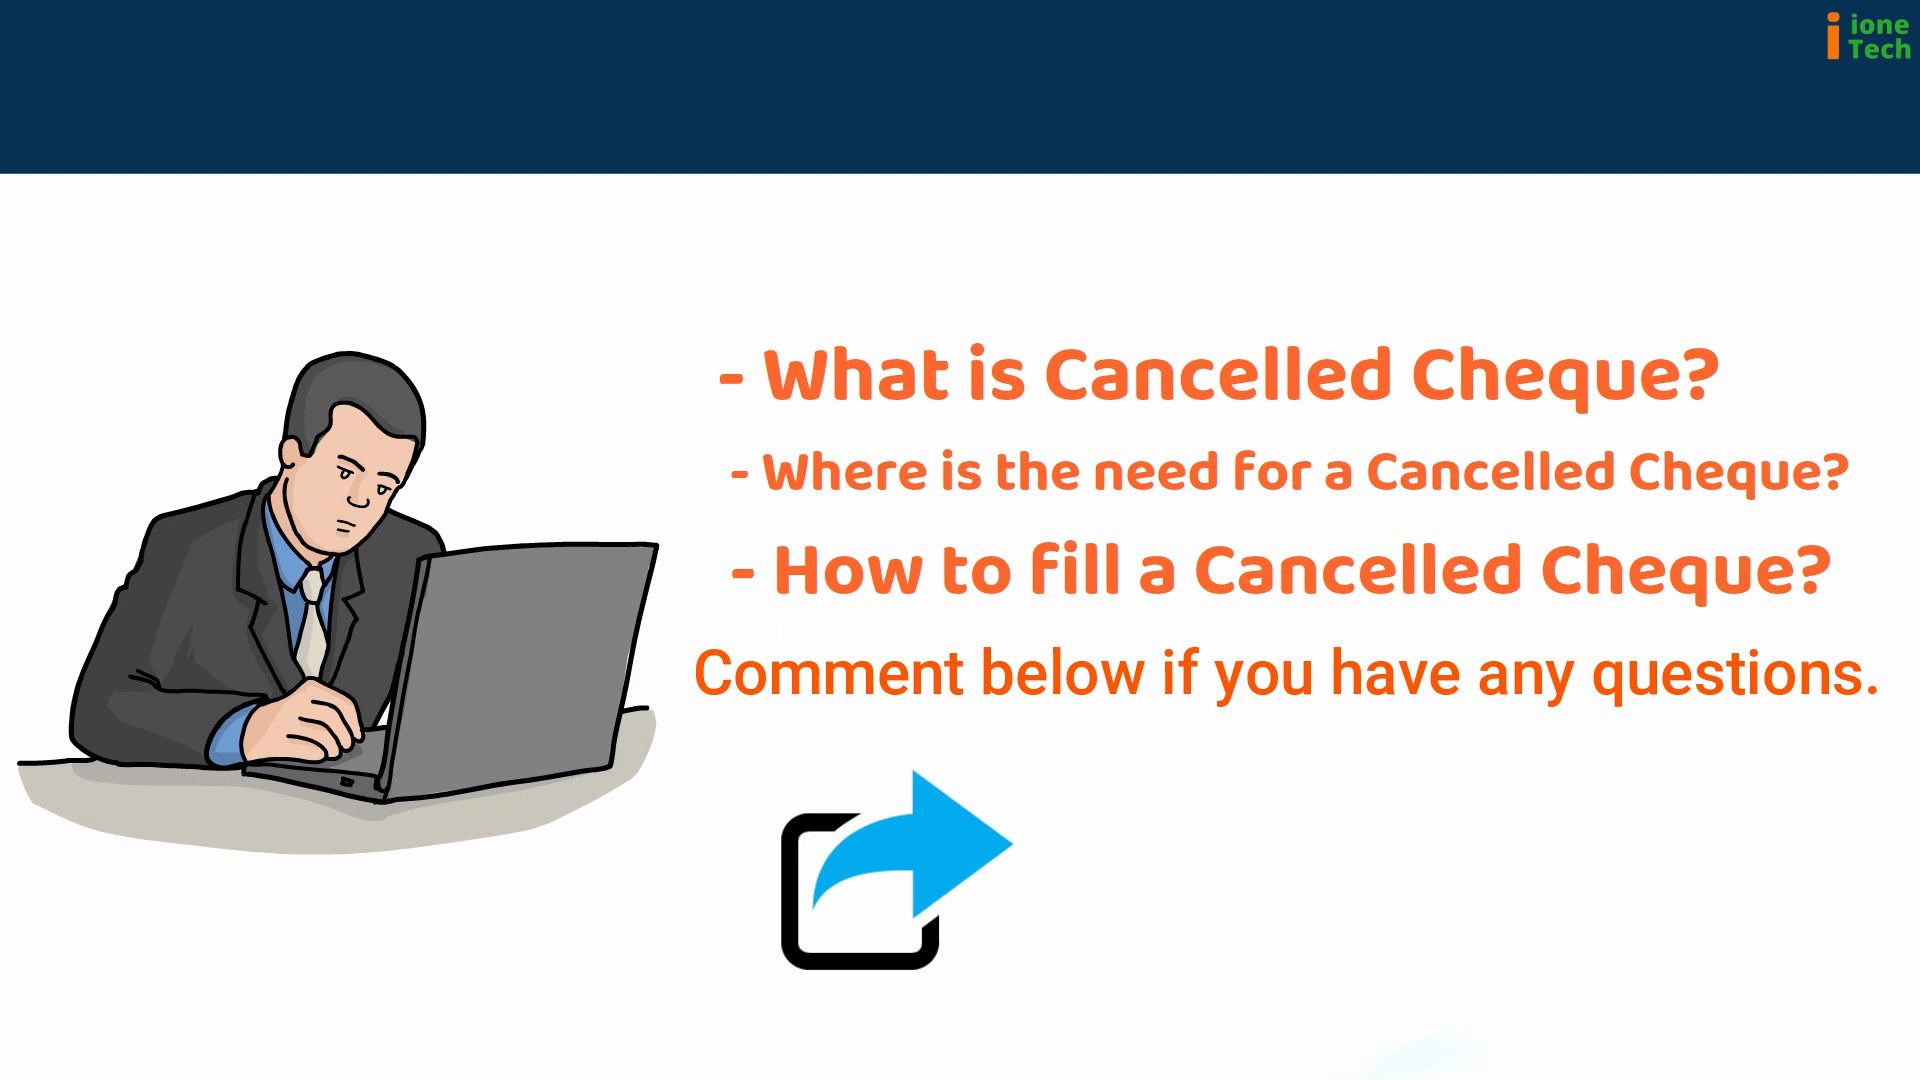 ione
Tech
- What is Cancelled Cheque?
- Where is the need for a Cancelled Cheque?
- How to fill a Cancelled Cheque?
Comment below if you have any questions.